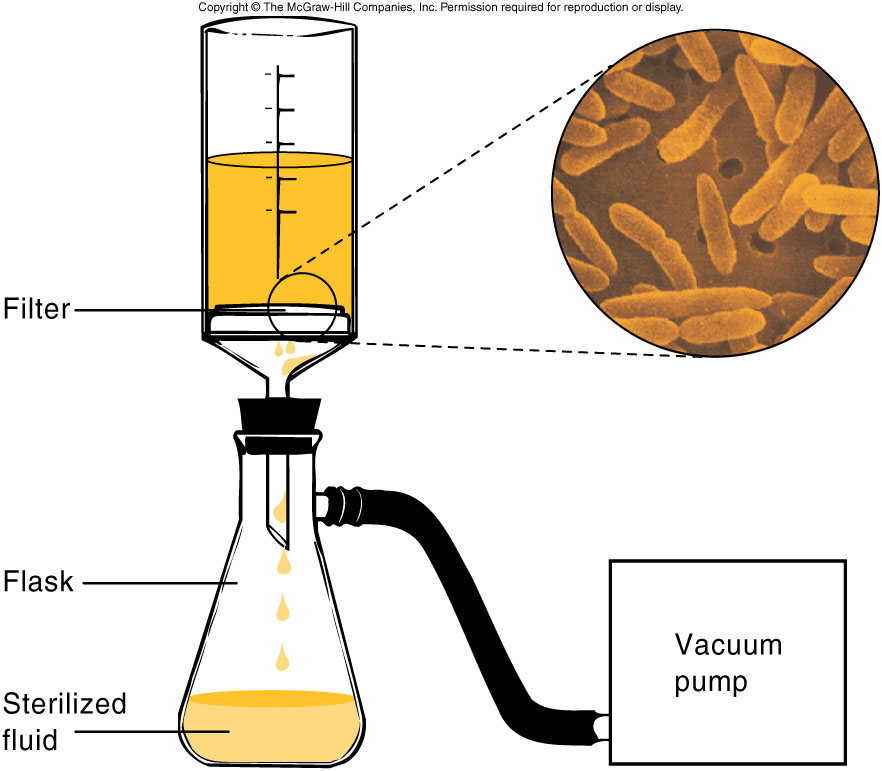 Copyright © The McGraw-Hill Companies, Inc. Permission required for reproduction or display.
Filter
Flask
Vacuum
pump
Sterilized
fluid